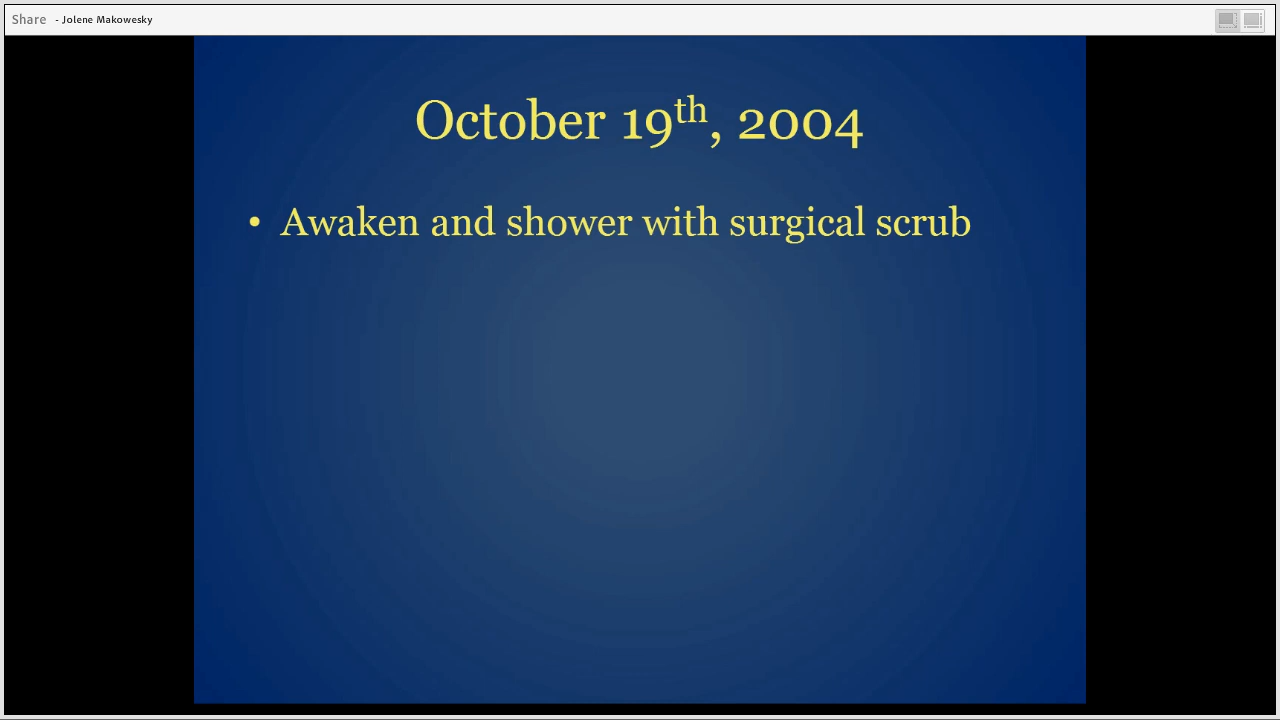 Share - Jolene Makowesky
October 19th, 2004
• Awaken and shower with surgical scrub